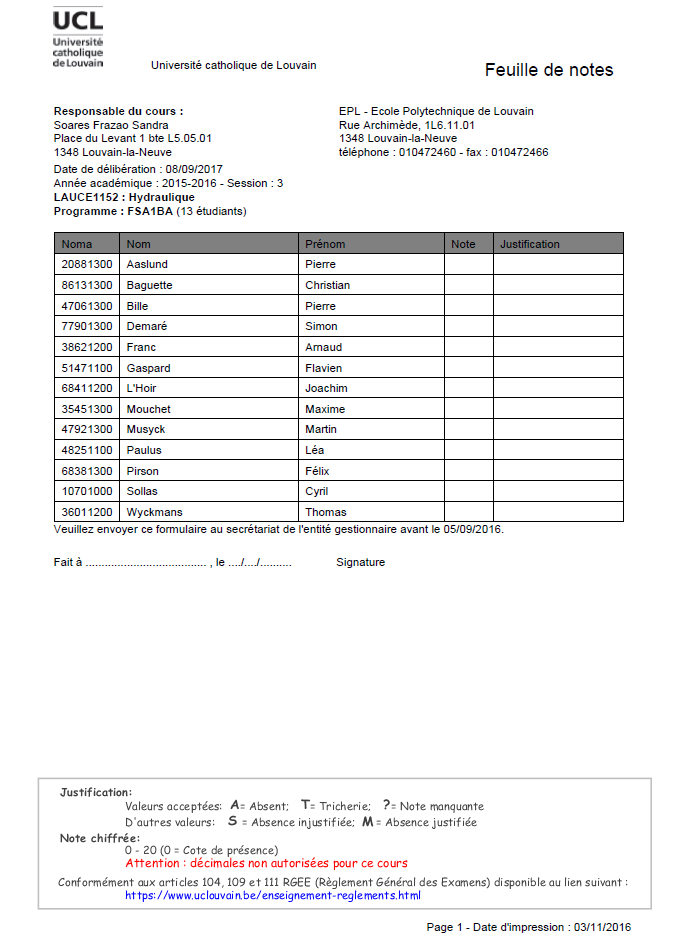 UCL
Université
catholique
de Louvain
Université catholique de Louvain
Feuille de notes
Responsable du cours :
Soares Frazao Sandra
Place du Levant 1 bte L5.05.01
1348 Louvain-la-Neuve
EPL - Ecole Polytechnique de Louvain
Rue Archimède, 1L6.11.01
1348 Louvain-la-Neuve
téléphone : 010472460 - fax : 010472466
Date de délibération : 08/09/2017
Année académique : 2015-2016 - Session : 3
LAUCE1152 : Hydraulique
Programme : FSA1BA (13 étudiants)
Noma Nom Prénom Note Justification
20881300 Aaslund Pierre
86131300 Baguette Christian
47061300 Bille Pierre
77901300 Demaré Simon
38621200 Franc Arnaud
51471100 Gaspard Flavien
68411200 L'Hoir Joachim
35451300 Mouchet Maxime
47921300 Musyck Martin
48251100 Paulus Léa
68381300 Pirson Félix
10701000 Sollas Cyril
36011200 Wyckmans Thomas
Veuillez envoyer ce formulaire au secrétariat de l'entité gestionnaire avant le 05/09/2016.
Fait à ...................................... , le ..../..../.......... Signature
Justification:
Valeurs acceptées: A= Absent; T= Tricherie; ?= Note manquante
D'autres valeurs: S = Absence injustifiée; M = Absence justifiée
Note chiffrée:
0 - 20 (0 = Cote de présence)
Attention : décimales non autorisées pour ce cours
Conformément aux articles 104, 109 et 111 RGEE (Règlement Général des Examens) disponible au lien suivant :
https://www.uclouvain.be/enseignement-reglements.html
Page 1 - Date d'impression : 03/11/2016